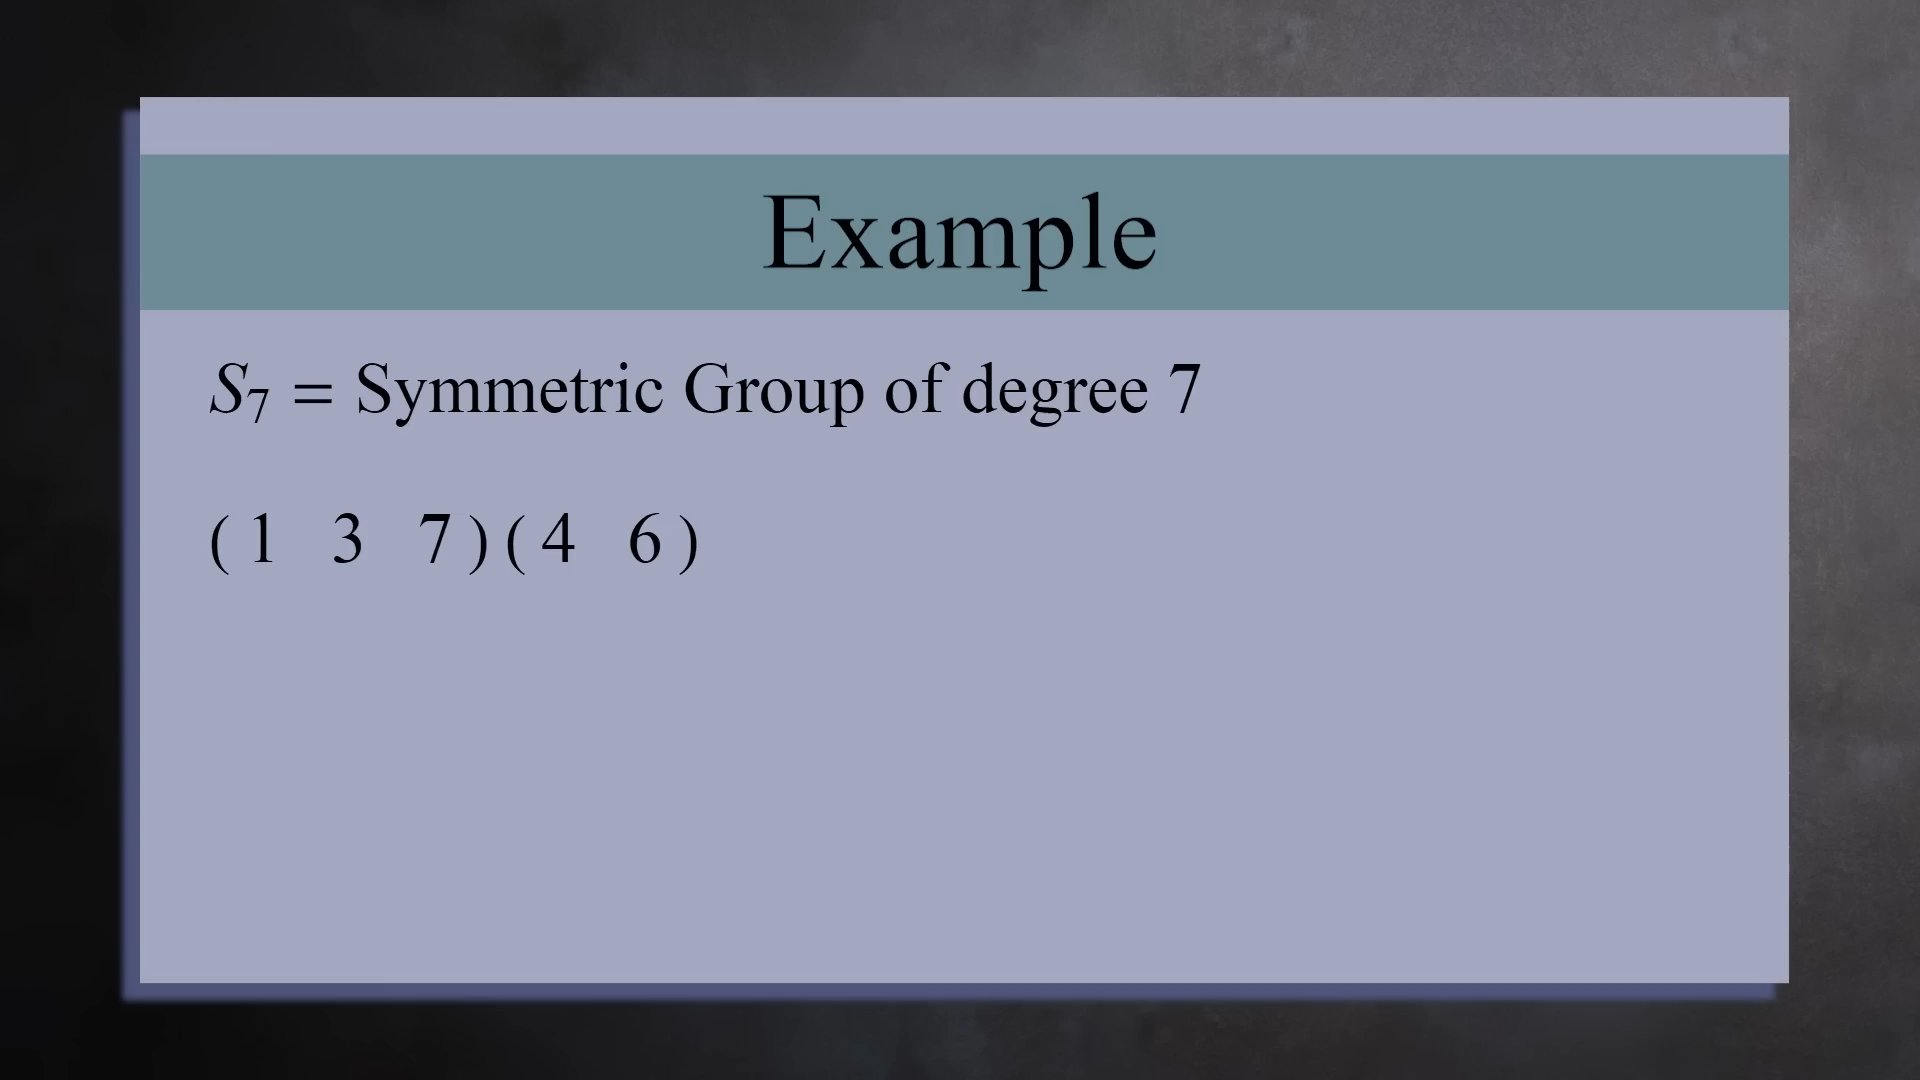 Example
S₇ = Symmetric Group of degree 7
( 1 3 7 ) ( 4 6 )